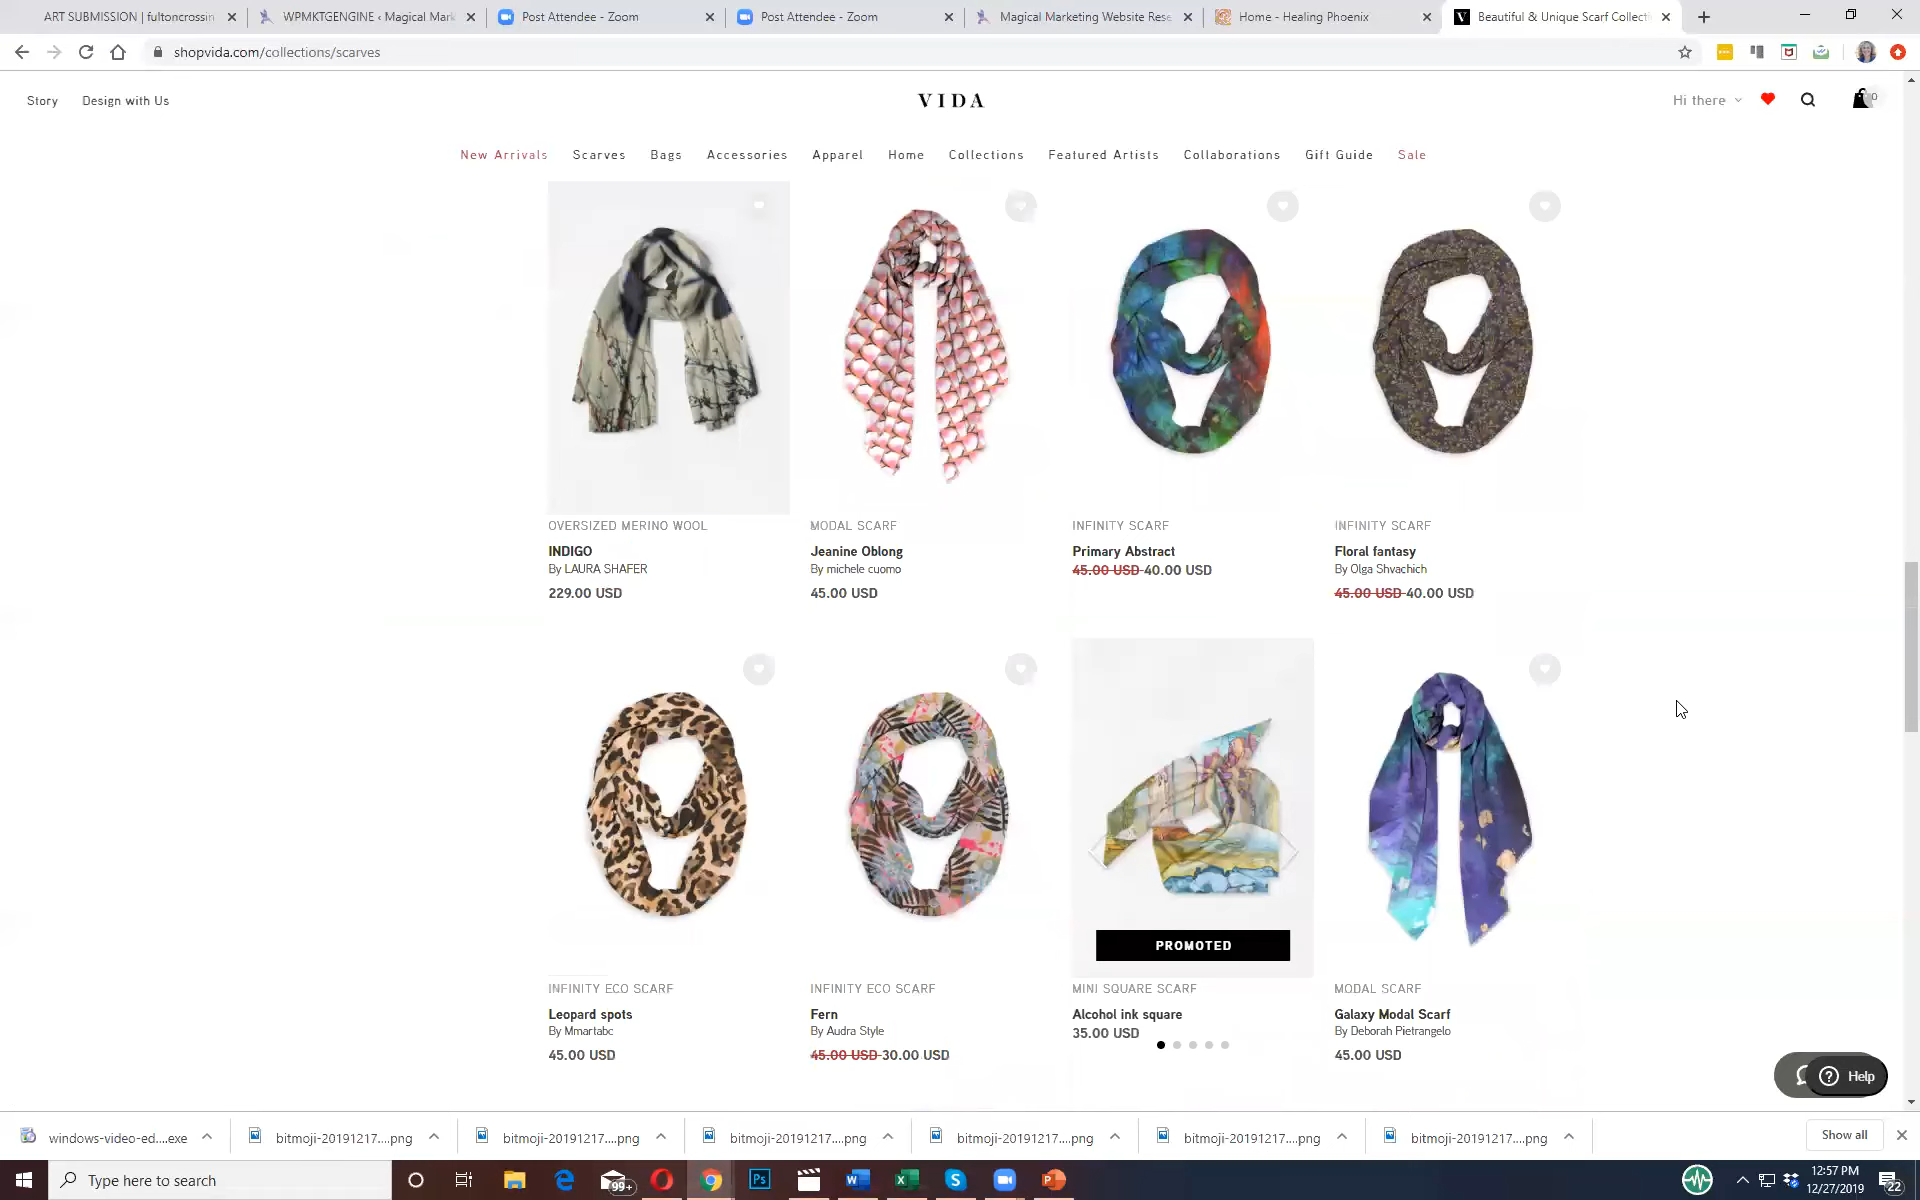 ART SUBMISSION | fultoncrossin
WPMKTGENGINE ‹ Magical Mark
Post Attendee - Zoom
Post Attendee - Zoom
Magical Marketing Website Rese
Home - Healing Phoenix
V Beautiful & Unique Scarf Collecti
shopvida.com/collections/scarves
Story Design with Us
VIDA
Hi there
0
New Arrivals Scarves Bags Accessories Apparel Home Collections Featured Artists Collaborations Gift Guide Sale
OVERSIZED MERINO WOOL
INDIGO
By LAURA SHAFER
229.00 USD
MODAL SCARF
Jeanine Oblong
By michele cuomo
45.00 USD
INFINITY SCARF
Primary Abstract
45.00 USD 40.00 USD
INFINITY SCARF
Floral fantasy
By Olga Shvachich
45.00 USD 40.00 USD
INFINITY ECO SCARF
Leopard spots
By Mmartabc
45.00 USD
INFINITY ECO SCARF
Fern
By Audra Style
45.00 USD 30.00 USD
PROMOTED
MINI SQUARE SCARF
Alcohol ink square
35.00 USD
MODAL SCARF
Galaxy Modal Scarf
By Deborah Pietrangelo
45.00 USD
Help
windows-video-ed....exe
bitmoji-20191217....png
bitmoji-20191217....png
bitmoji-20191217....png
bitmoji-20191217....png
bitmoji-20191217....png
bitmoji-20191217....png
Show all
Type here to search
99+
Ps
12:57 PM
12/27/2019
22